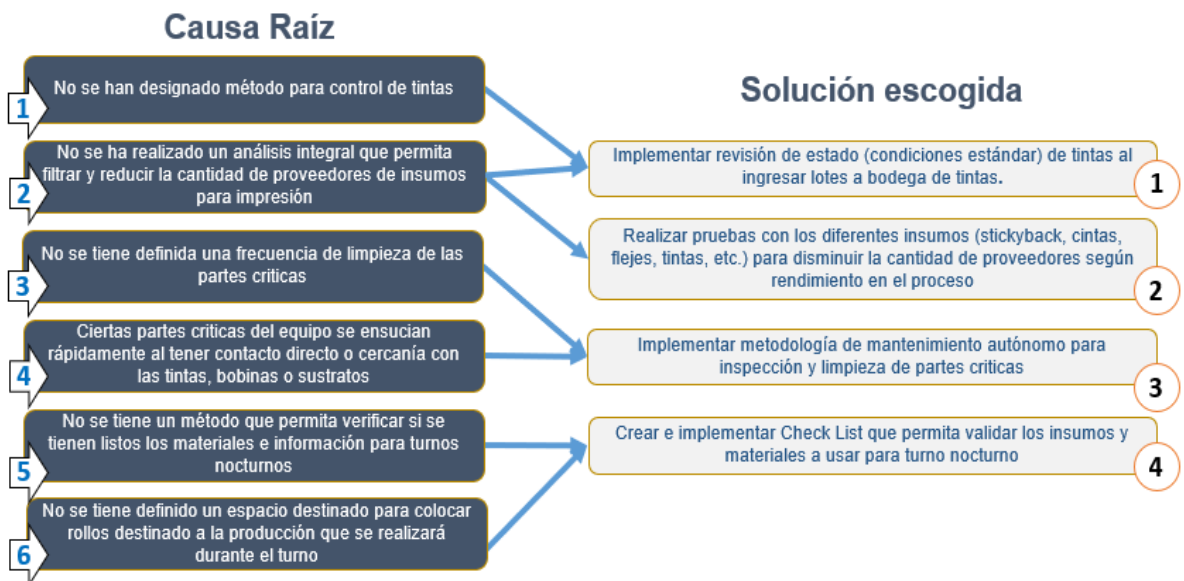 Causa Raíz
1
No se han designado método para control de tintas
2
No se ha realizado un análisis integral que permita
filtrar y reducir la cantidad de proveedores de insumos
para impresión
3
No se tiene definida una frecuencia de limpieza de las
partes criticas
4
Ciertas partes criticas del equipo se ensucian
rápidamente al tener contacto directo o cercanía con
las tintas, bobinas o sustratos
5
No se tiene un método que permita verificar si se
tienen listos los materiales e información para turnos
nocturnos
6
No se tiene definido un espacio destinado para colocar
rollos destinado a la producción que se realizará
durante el turno
Solución escogida
Implementar revisión de estado (condiciones estándar) de tintas al
ingresar lotes a bodega de tintas.
1
Realizar pruebas con los diferentes insumos (stickyback, cintas,
flejes, tintas, etc.) para disminuir la cantidad de proveedores según
rendimiento en el proceso
2
Implementar metodología de mantenimiento autónomo para
inspección y limpieza de partes criticas
3
Crear e implementar Check List que permita validar los insumos y
materiales a usar para turno nocturno
4